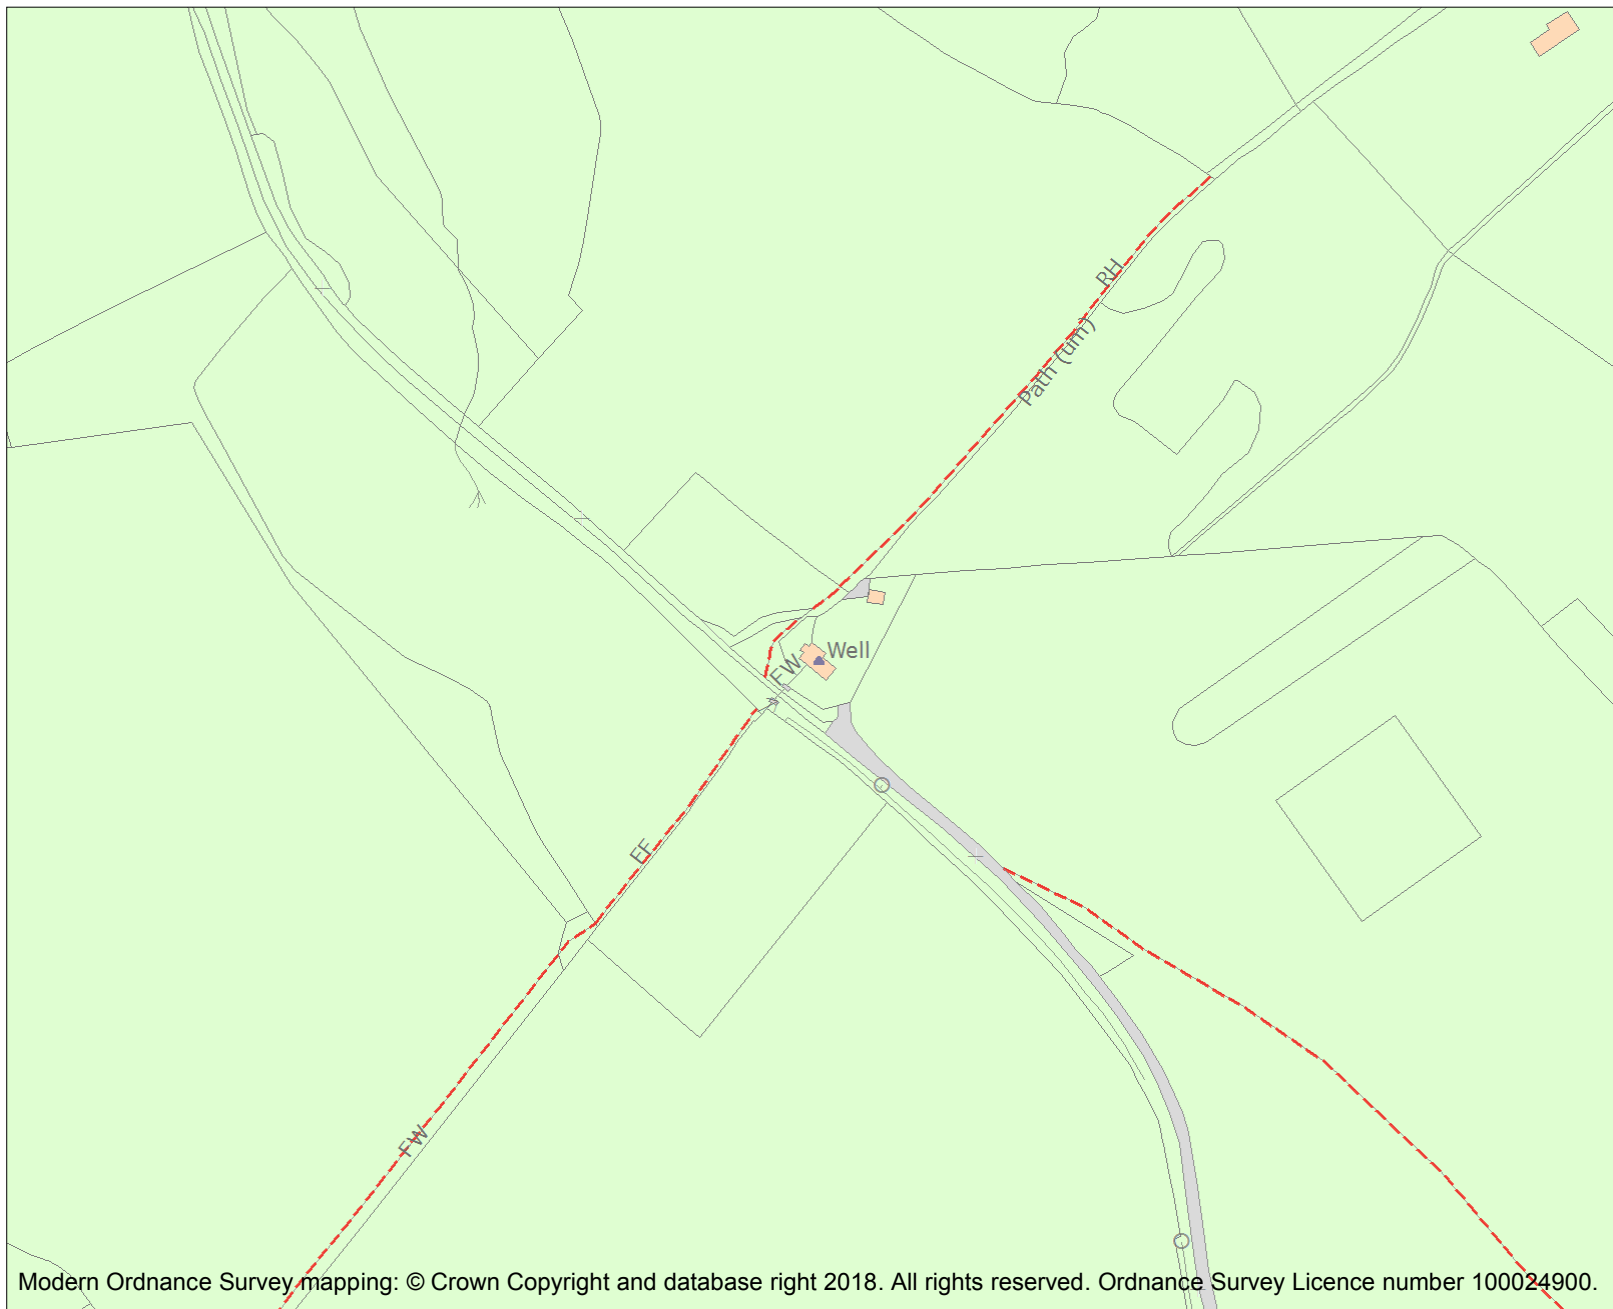 RH
Path (um)
Well
FW
EF
FW
Modern Ordnance Survey mapping: © Crown Copyright and database right 2018. All rights reserved. Ordnance Survey Licence number 100024900.